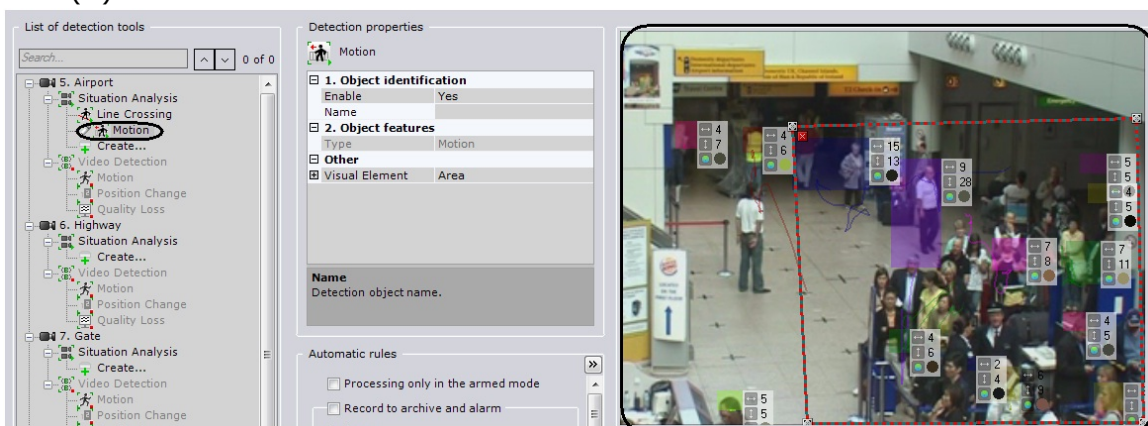 List of detection tools
Search...
0 of 0
5. Airport
Situation Analysis
Line Crossing
Motion
Create...
Video Detection
Motion
Position Change
Quality Loss
6. Highway
Situation Analysis
Create...
Video Detection
Motion
Position Change
Quality Loss
7. Gate
Situation Analysis
Create...
Video Detection
Motion
Position Change
Detection properties
Motion
1. Object identification
Enable Yes
Name
2. Object features
Type Motion
Other
Visual Element Area
Name
Detection object name.
Automatic rules
Processing only in the armed mode
Record to archive and alarm
4
7
4
6
15
13
9
28
5
5
4
5
7
8
7
11
4
6
4
5
2
4
6
9
5
5